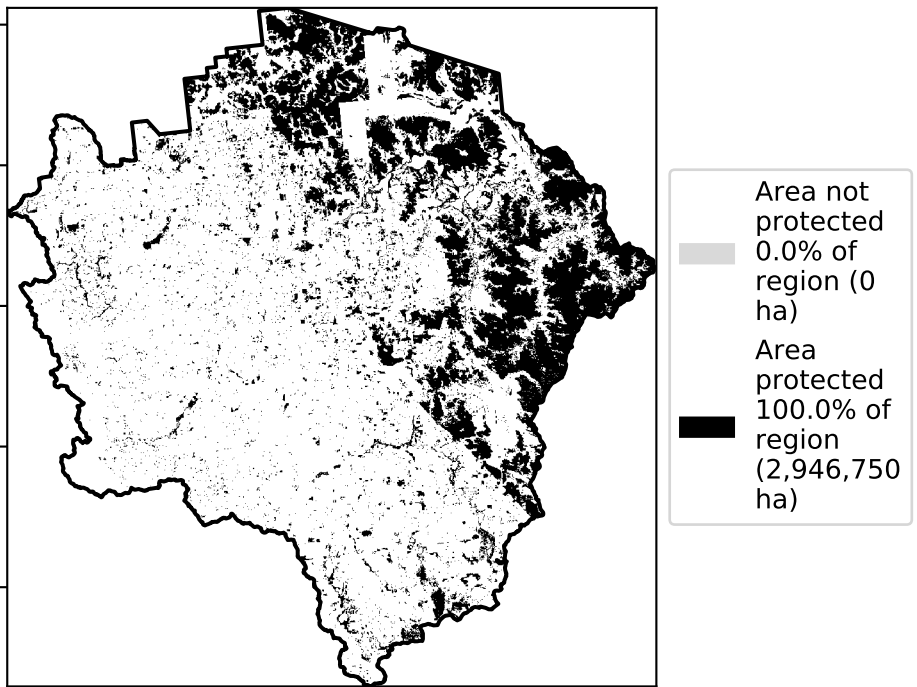 Area not
protected
0.0% of
region (0
ha)
Area
protected
100.0% of
region
(2,946,750
ha)